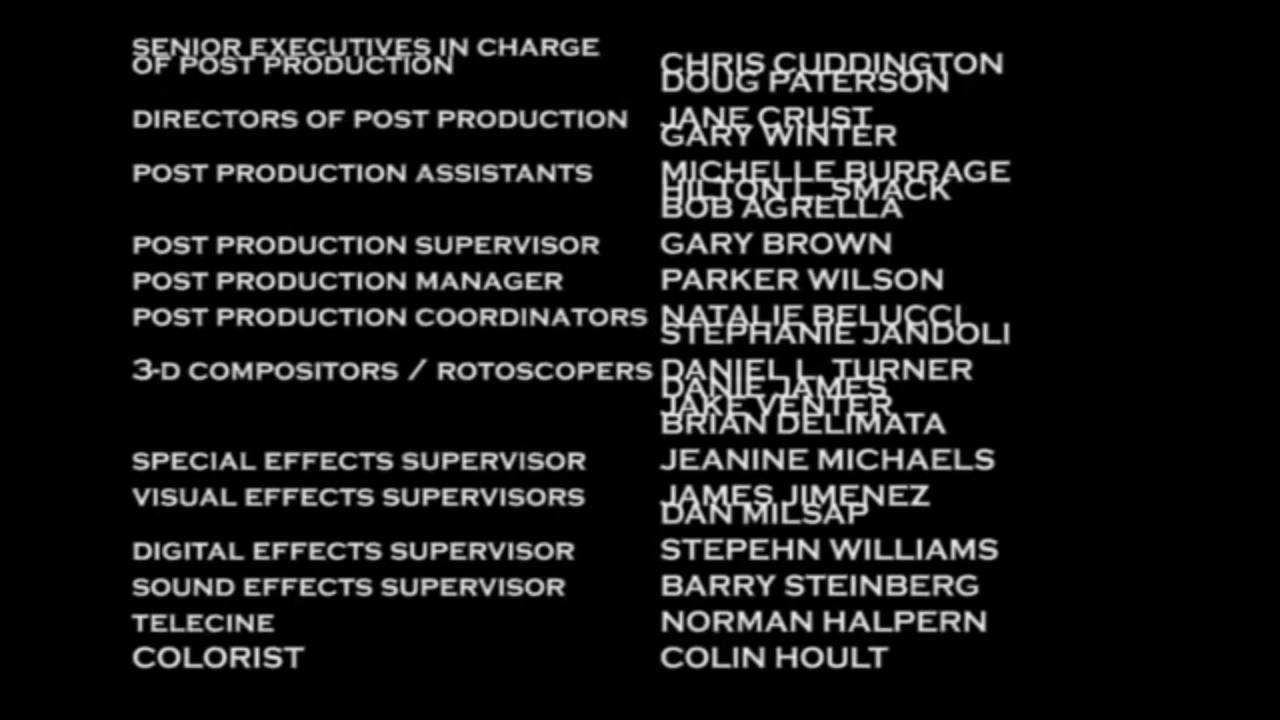 SENIOR EXECUTIVES IN CHARGE
OF POST PRODUCTION
CHRIS CUDDINGTON
DOUG PATERSON
DIRECTORS OF POST PRODUCTION JANE CRUST
GARY WINTER
POST PRODUCTION ASSISTANTS MICHELLE BURRAGE
HILTON L. SMACK
BOB AGRELLA
POST PRODUCTION SUPERVISOR GARY BROWN
POST PRODUCTION MANAGER PARKER WILSON
POST PRODUCTION COORDINATORS NATALIE BELUCCI
STEPHANIE JANDOLI
3-D COMPOSITORS / ROTOSCOPERS DANIEL L. TURNER
DANIE JAMES
JAKE VENTER
BRIAN DELIMATA
SPECIAL EFFECTS SUPERVISOR JEANINE MICHAELS
VISUAL EFFECTS SUPERVISORS JAMES JIMENEZ
DAN MILSAP
DIGITAL EFFECTS SUPERVISOR STEPEHN WILLIAMS
SOUND EFFECTS SUPERVISOR BARRY STEINBERG
TELECINE NORMAN HALPERN
COLORIST COLIN HOULT